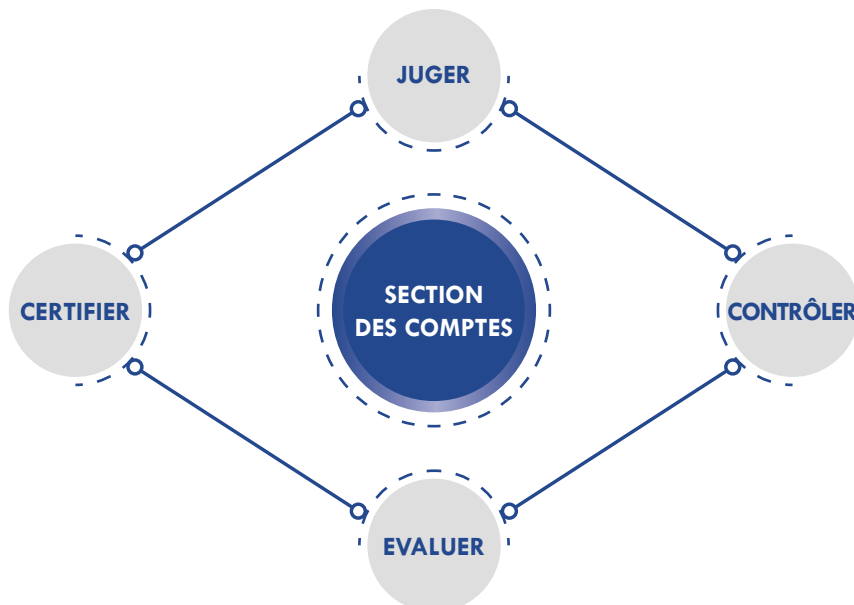 JUGER
CERTIFIER
SECTION
DES COMPTES
CONTRÔLER
EVALUER